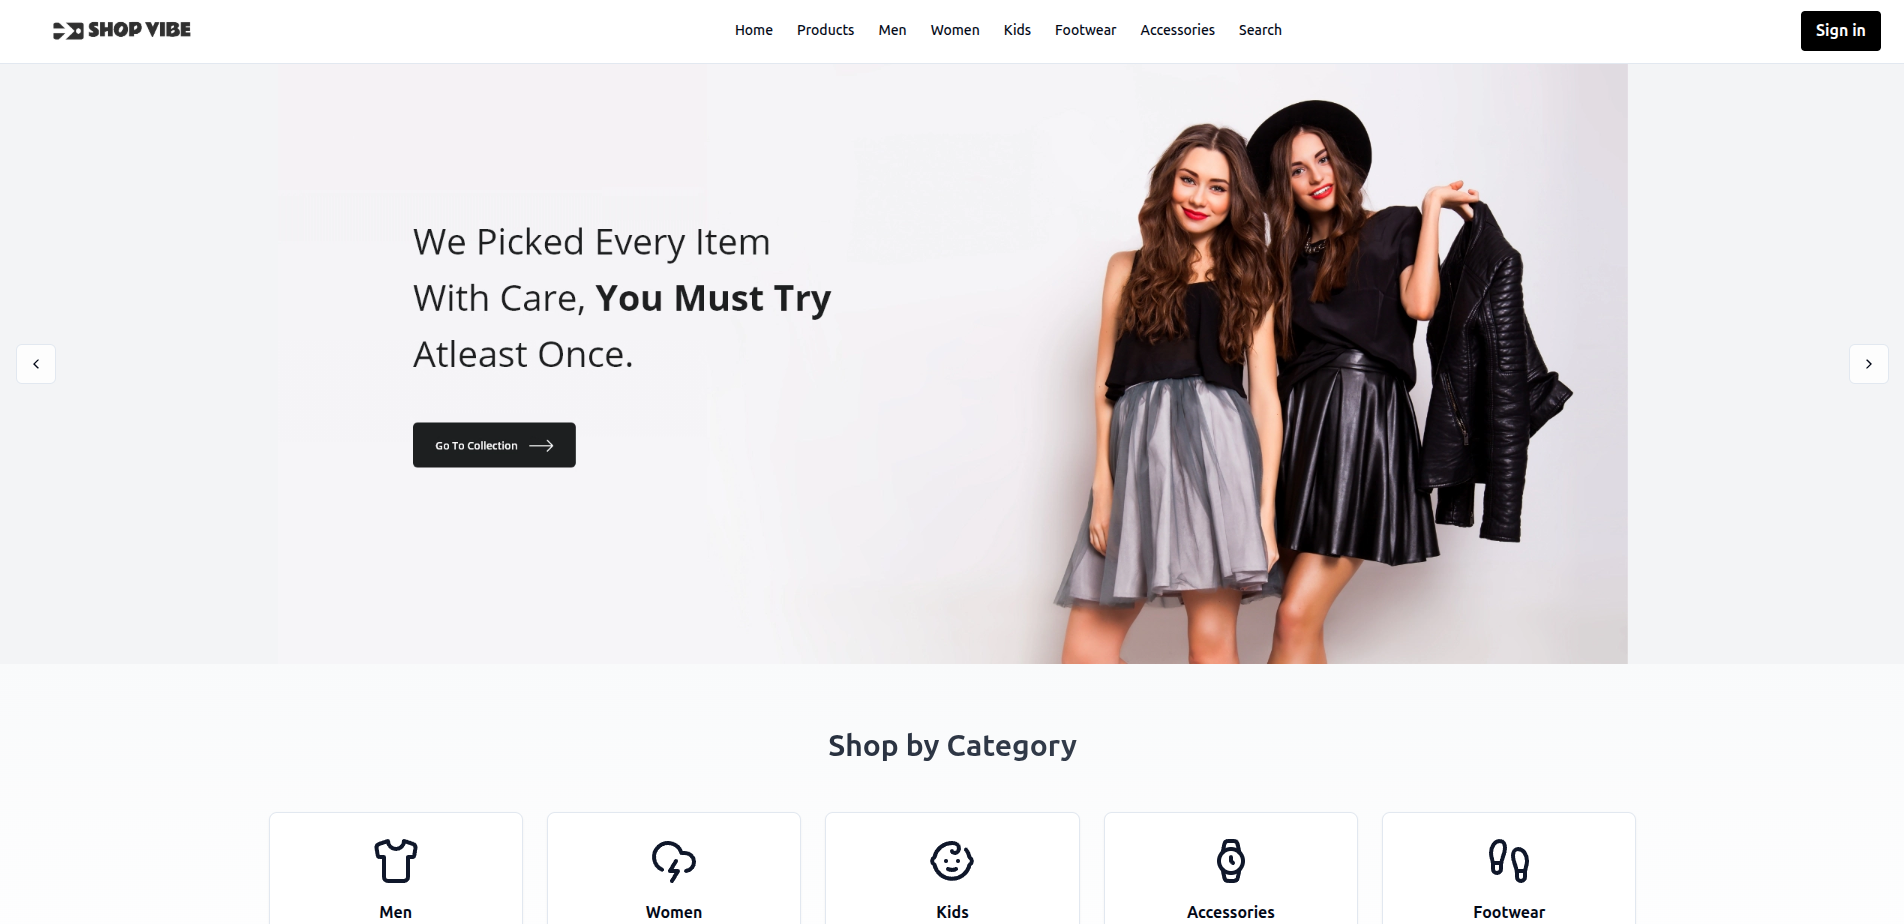 SHOP VIBE
Home Products Men Women Kids Footwear Accessories Search
Sign in
We Picked Every Item
With Care, You Must Try
Atleast Once.
Go To Collection
Shop by Category
Men Women Kids Accessories Footwear